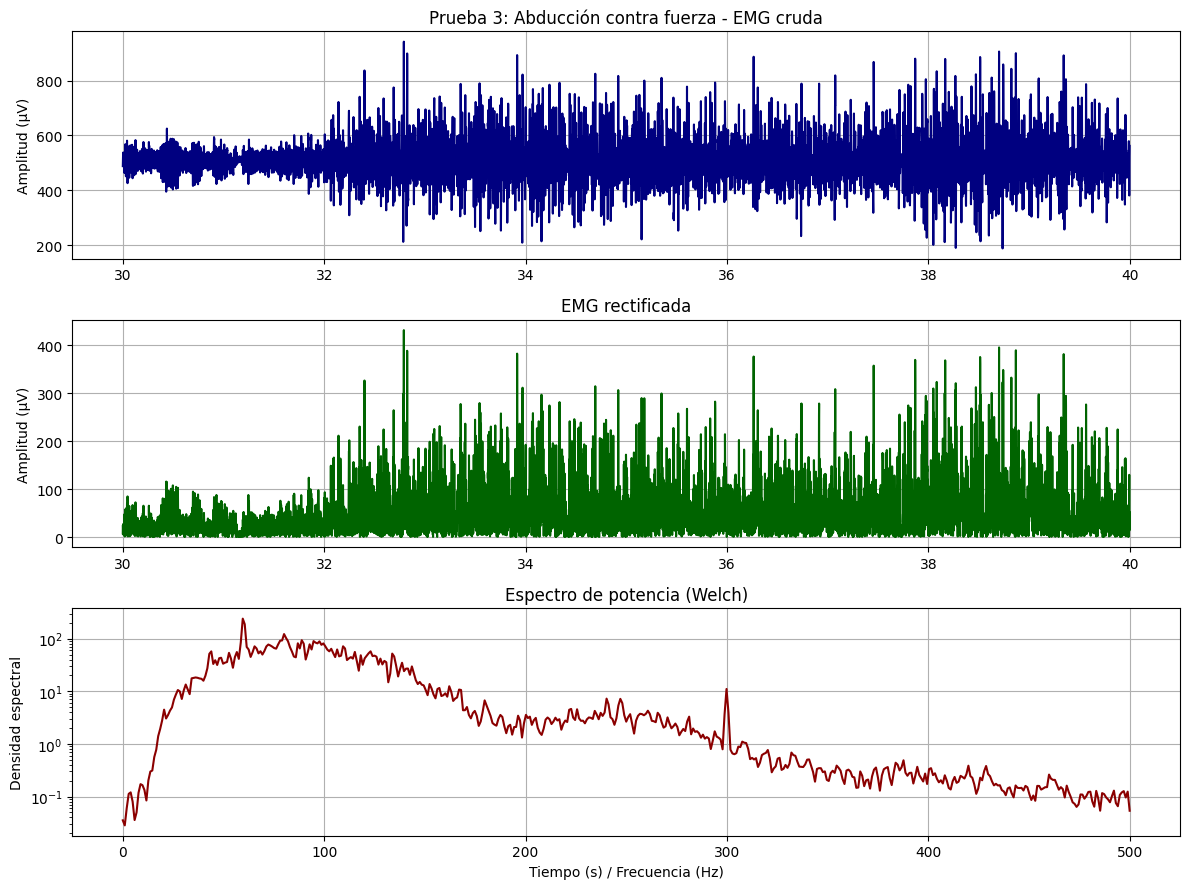 Prueba 3: Abducción contra fuerza - EMG cruda
Amplitud (µV)
800
600
400
200
30 32 34 36 38 40
EMG rectificada
Amplitud (µV)
400
300
200
100
0
30 32 34 36 38 40
Espectro de potencia (Welch)
Densidad espectral
10²
10¹
10⁰
10⁻¹
0 100 200 300 400 500
Tiempo (s) / Frecuencia (Hz)